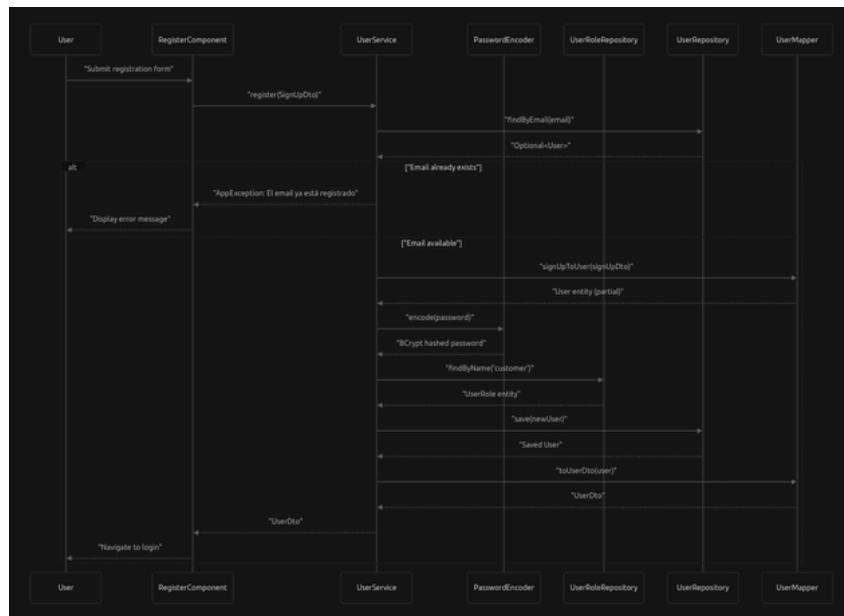 User RegisterComponent UserService PasswordEncoder UserRoleRepository UserRepository UserMapper
"Submit registration form"
"register(SignUpDto)"
"findByEmail(email)"
"Optional<User>"
alt ["Email already exists"]
"AppException: El email ya está registrado"
"Display error message"
["Email available"]
"signUpToUser(signUpDto)"
"User entity (partial)"
"encode(password)"
"BCrypt hashed password"
"findByName('customer')"
"UserRole entity"
"save(newUser)"
"Saved User"
"toUserDto(user)"
"UserDto"
"UserDto"
"Navigate to login"
User RegisterComponent UserService PasswordEncoder UserRoleRepository UserRepository UserMapper